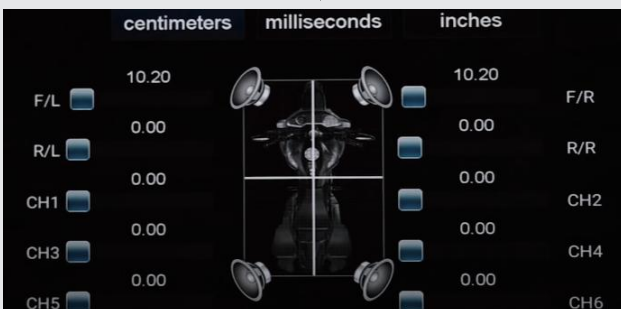 centimeters milliseconds inches
10.20 10.20
F/L F/R
0.00 0.00
R/L R/R
0.00 0.00
CH1 CH2
0.00 0.00
CH3 CH4
0.00 0.00
CH5 CH6